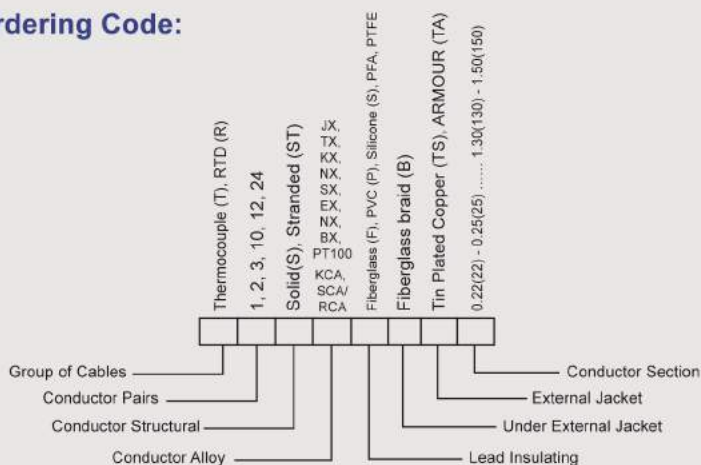 rdering Code:
Thermocouple (T), RTD (R)
1, 2, 3, 10, 12, 24
Solid(S), Stranded (ST)
JX,
TX,
KX,
NX,
SX,
EX,
NX,
BX,
PT100
KCA,
SCA/
RCA
Fiberglass (F), PVC (P), Silicone (S), PFA, PTFE
Fiberglass braid (B)
Tin Plated Copper (TS), ARMOUR (TA)
0.22(22) - 0.25(25) ...... 1.30(130) - 1.50(150)
Group of Cables
Conductor Pairs
Conductor Structural
Conductor Alloy
Conductor Section
External Jacket
Under External Jacket
Lead Insulating